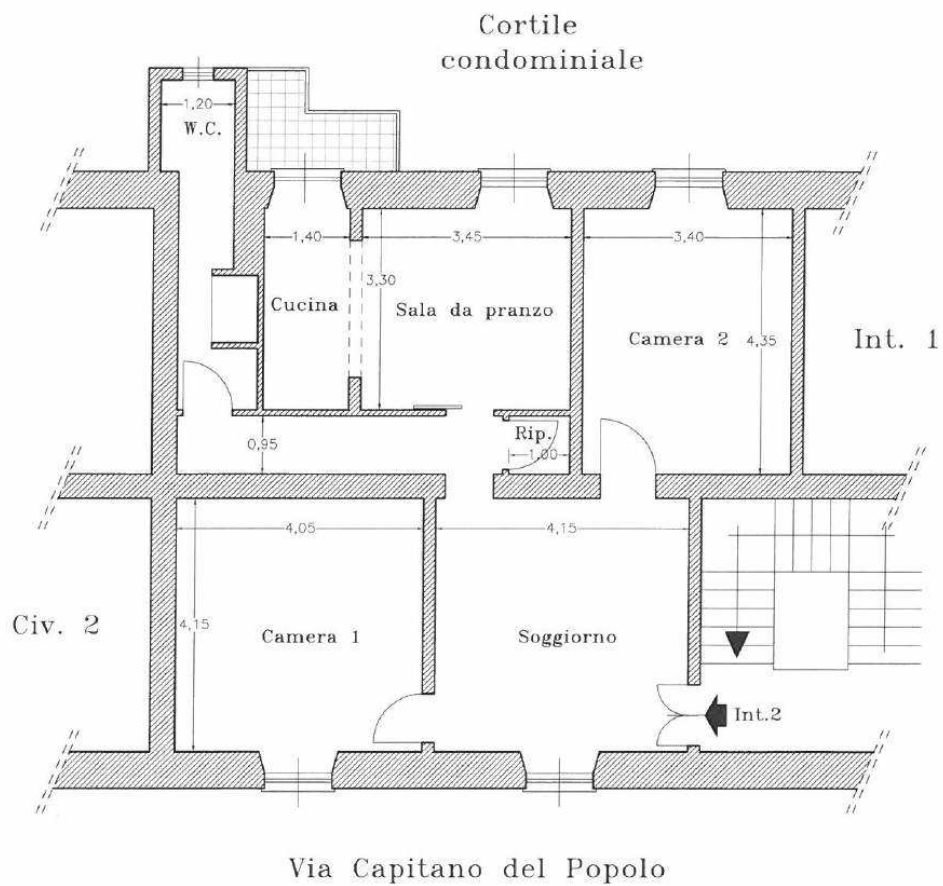 Cortile
condominiale
1,20
W.C.
1,40
3,45
3,40
3,30
Cucina
Sala da pranzo
Camera 2
4,35
Int. 1
Rip.
0,95
1,00
4,05
4,15
Civ. 2
4,15
Camera 1
Soggiorno
Int.2
Via Capitano del Popolo